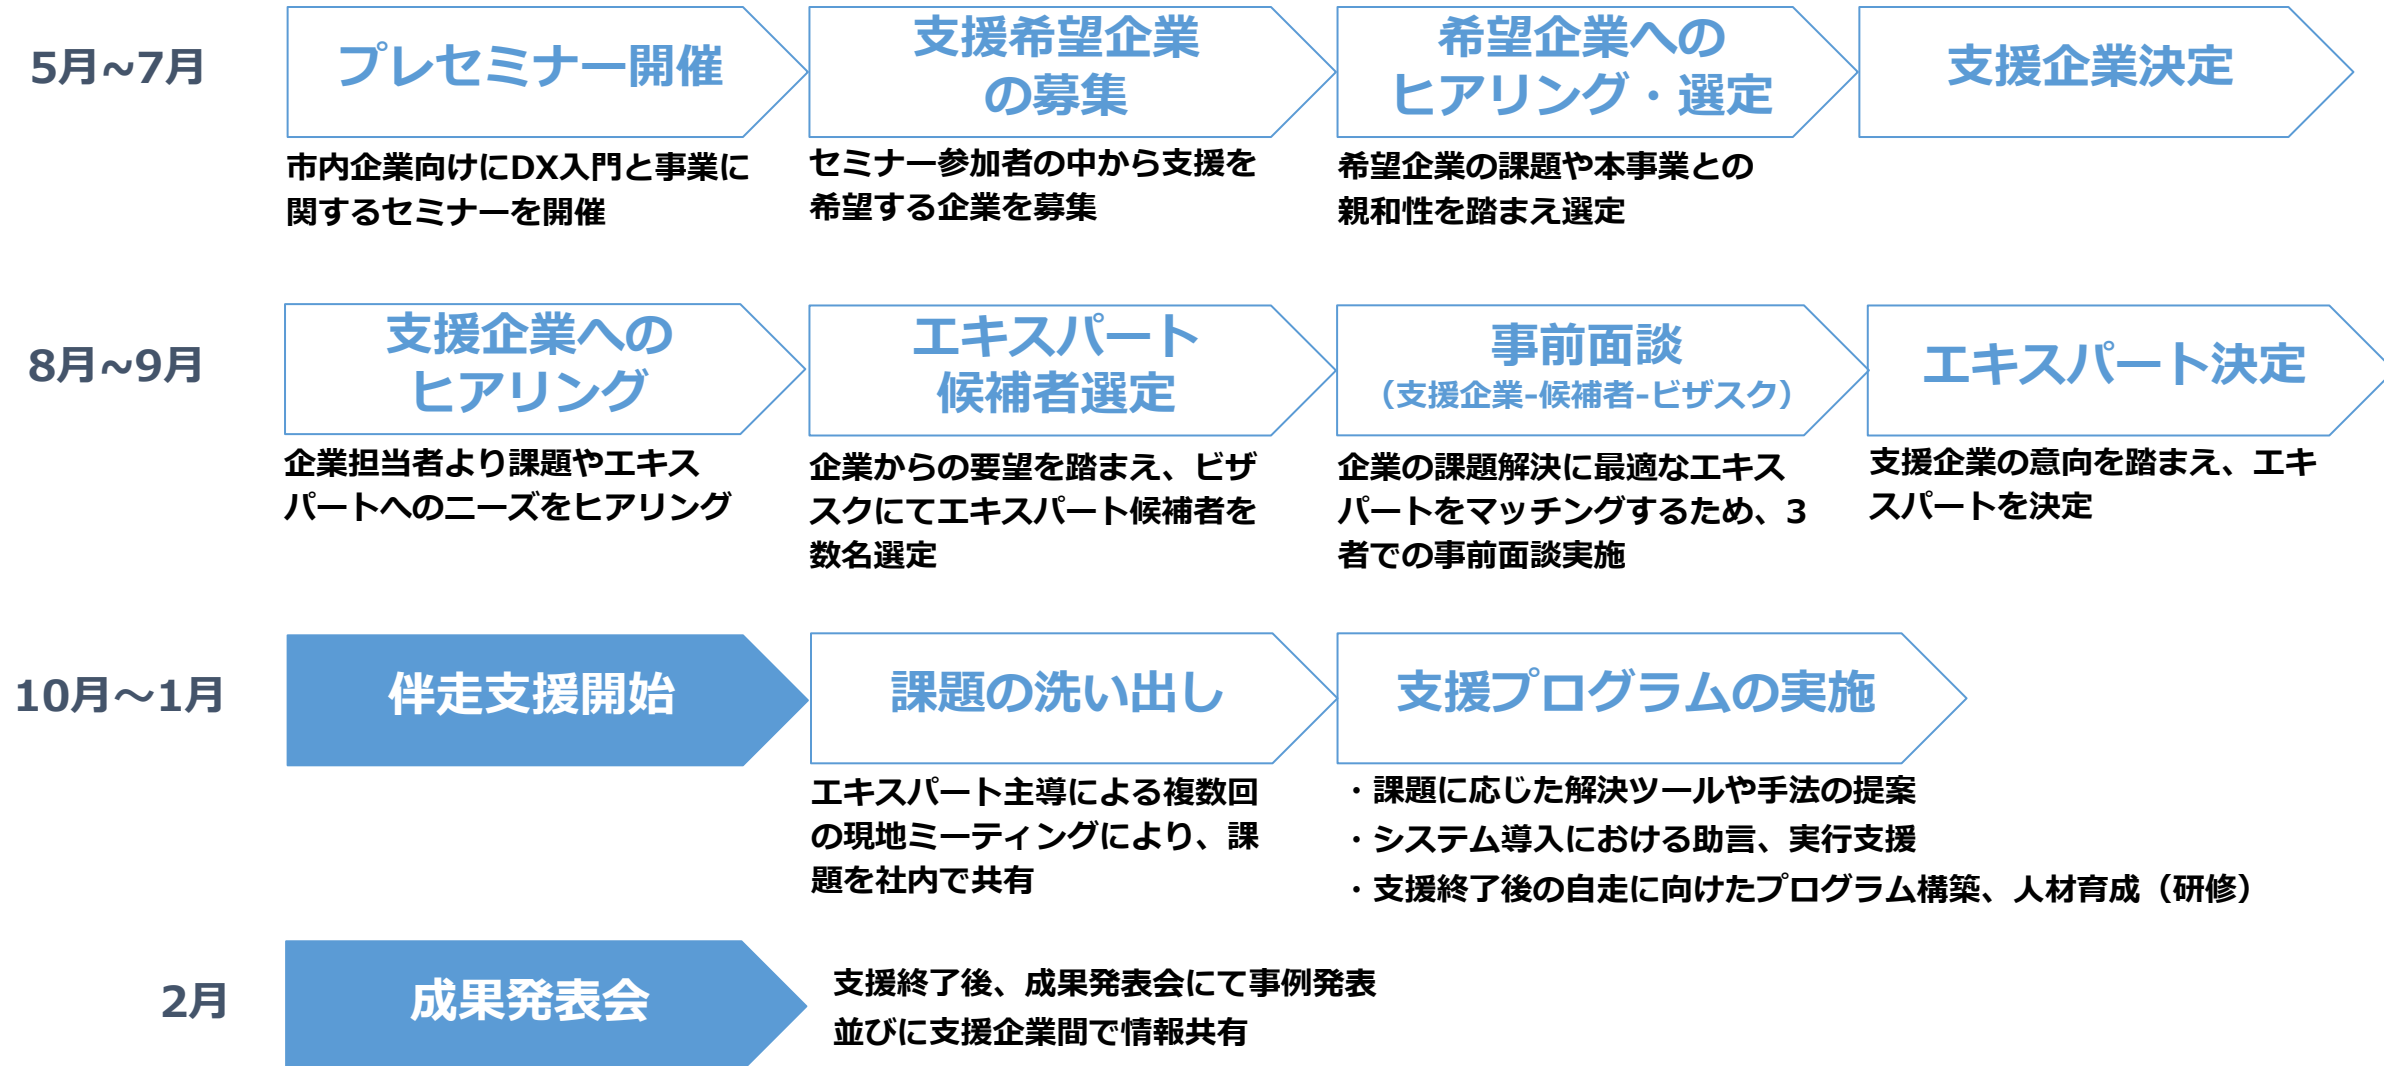 5月~7月
プレセミナー開催
市内企業向けにDX入門と事業に
関するセミナーを開催
支援希望企業
の募集
セミナー参加者の中から支援を
希望する企業を募集
希望企業への
ヒアリング・選定
希望企業の課題や本事業との
親和性を踏まえ選定
支援企業決定
8月~9月
支援企業への
ヒアリング
企業担当者より課題やエキス
パートへのニーズをヒアリング
エキスパート
候補者選定
企業からの要望を踏まえ、ビザ
スクにてエキスパート候補者を
数名選定
事前面談
（支援企業-候補者-ビザスク）
企業の課題解決に最適なエキス
パートをマッチングするため、3
者での事前面談実施
エキスパート決定
支援企業の意向を踏まえ、エキ
スパートを決定
10月～1月
伴走支援開始
課題の洗い出し
エキスパート主導による複数回
の現地ミーティングにより、課
題を社内で共有
支援プログラムの実施
・課題に応じた解決ツールや手法の提案
・システム導入における助言、実行支援
・支援終了後の自走に向けたプログラム構築、人材育成（研修）
2月
成果発表会
支援終了後、成果発表会にて事例発表
並びに支援企業間で情報共有